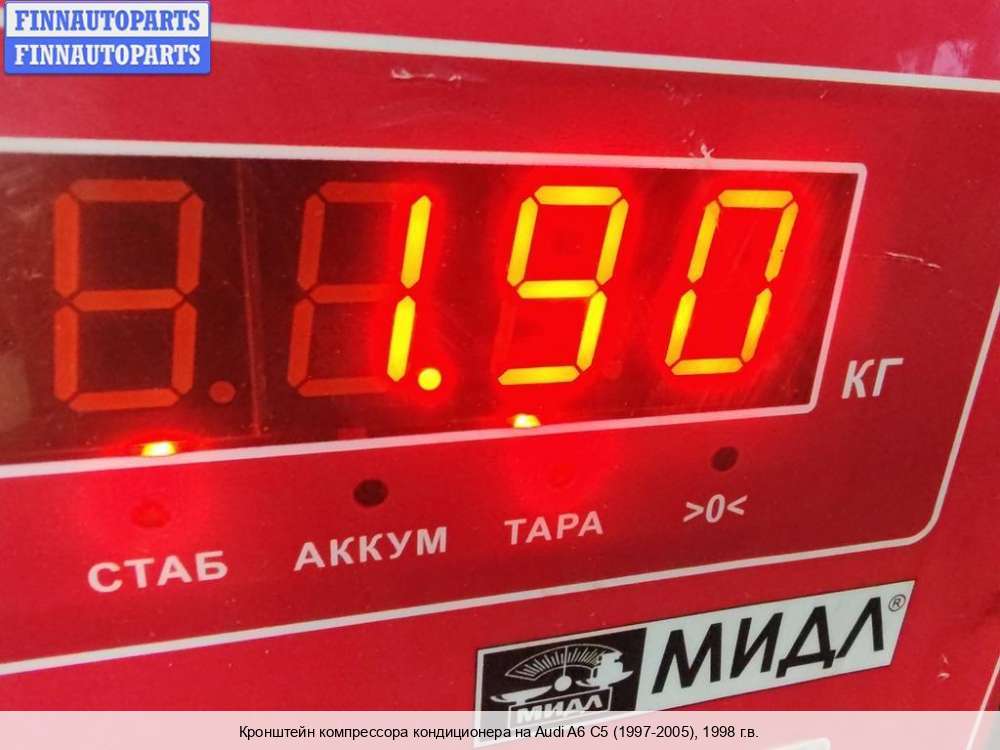 FINNAUTOPARTS
FINNAUTOPARTS
1.90
КГ
СТАБ
АККУМ
ТАРА
>0<
МИДЛ®
МИДЛ
Кронштейн компрессора кондиционера на Audi A6 C5 (1997-2005), 1998 г.в.